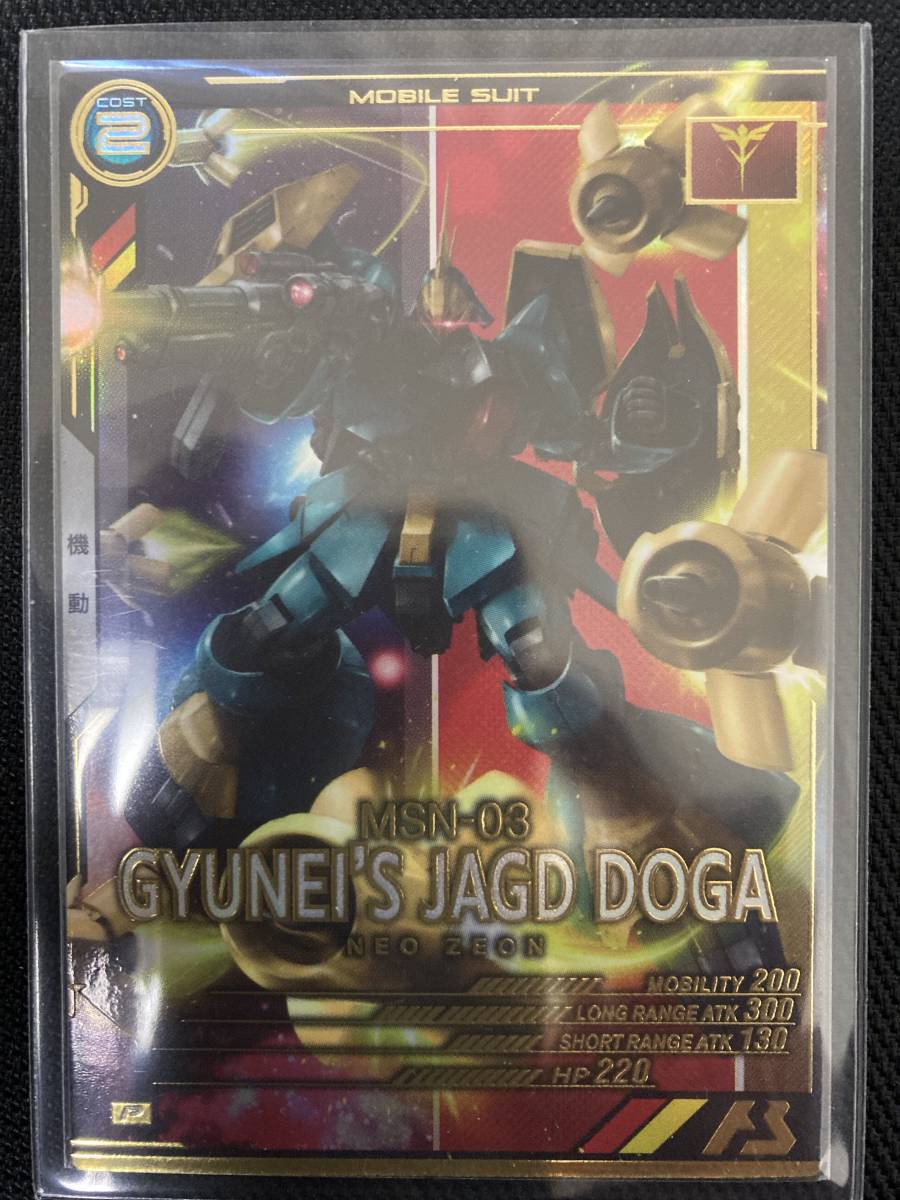 COST
2
MOBILE SUIT
機動
MSN-03
GYUNEI'S JAGD DOGA
NEO ZEON
MOBILITY 200
LONG RANGE ATK 300
SHORT RANGE ATK 130
HP 220
P